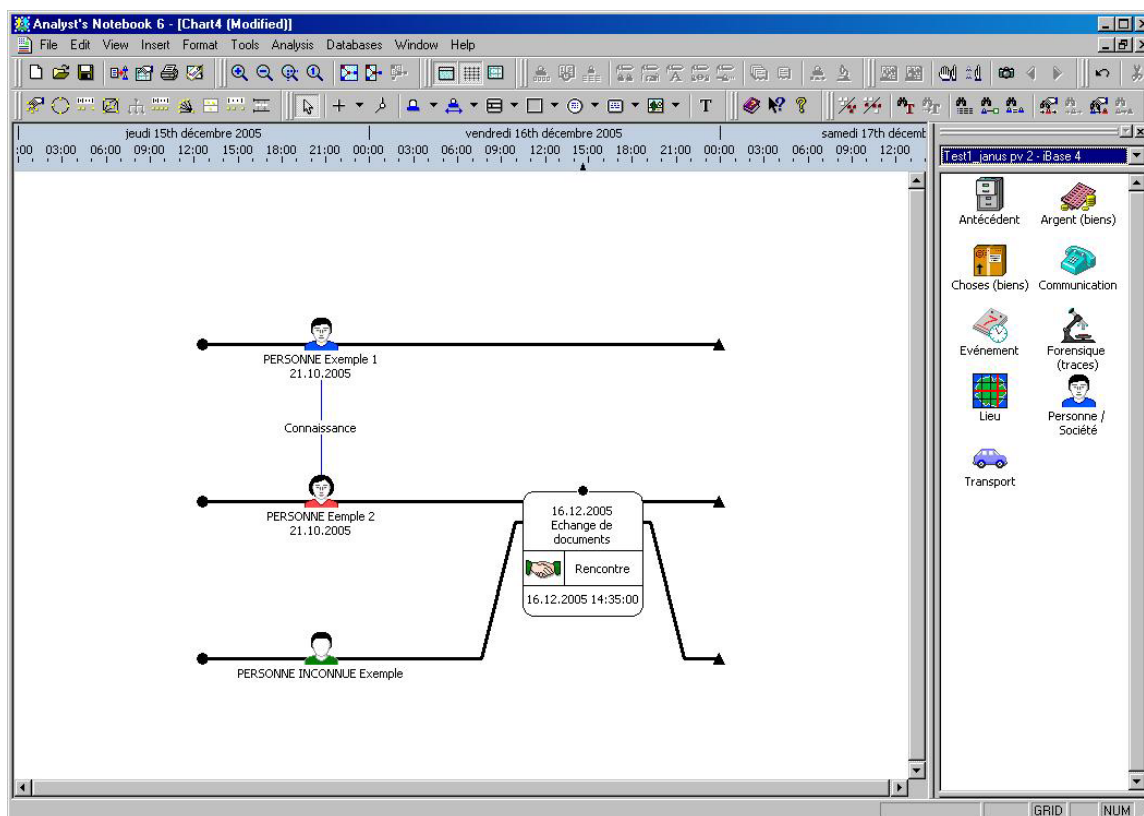 Analyst's Notebook 6 - [Chart4 (Modified)]
File Edit View Insert Format Tools Analysis Databases Window Help
jeudi 15th décembre 2005 vendredi 16th décembre 2005 samedi 17th décemb
:00 03:00 06:00 09:00 12:00 15:00 18:00 21:00 00:00 03:00 06:00 09:00 12:00 15:00 18:00 21:00 00:00 03:00 06:00 09:00 12:00
PERSONNE Exemple 1
21.10.2005
Connaissance
PERSONNE Eemple 2
21.10.2005
16.12.2005
Echange de
documents
Rencontre
16.12.2005 14:35:00
PERSONNE INCONNUE Exemple
Test1_janus pv 2 - iBase 4
Antécédent Argent (biens)
Choses (biens) Communication
Evénement Forensique
(traces)
Lieu Personne /
Société
Transport
GRID NUM